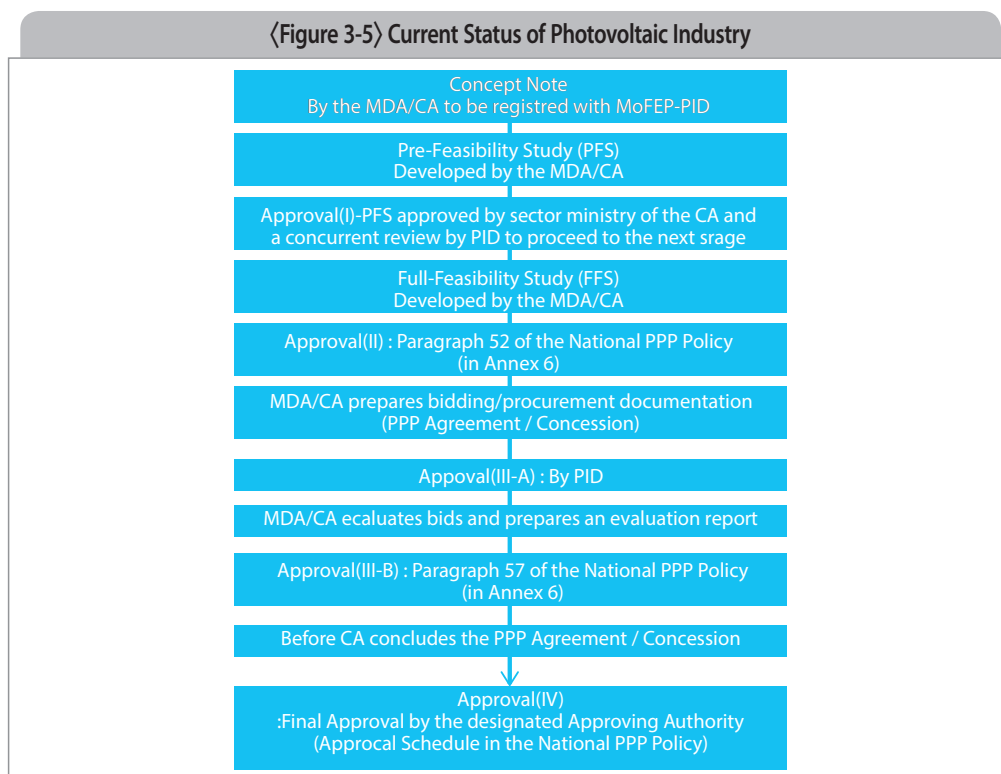 〈Figure 3-5〉 Current Status of Photovoltaic Industry
Concept Note
By the MDA/CA to be registred with MoFEP-PID
Pre-Feasibility Study (PFS)
Developed by the MDA/CA
Approval(I)-PFS approved by sector ministry of the CA and
a concurrent review by PID to proceed to the next srage
Full-Feasibility Study (FFS)
Developed by the MDA/CA
Approval(II) : Paragraph 52 of the National PPP Policy
(in Annex 6)
MDA/CA prepares bidding/procurement documentation
(PPP Agreement / Concession)
Appoval(III-A) : By PID
MDA/CA ecaluates bids and prepares an evaluation report
Approval(III-B) : Paragraph 57 of the National PPP Policy
(in Annex 6)
Before CA concludes the PPP Agreement / Concession
Approval(IV)
:Final Approval by the designated Approving Authority
(Approcal Schedule in the National PPP Policy)